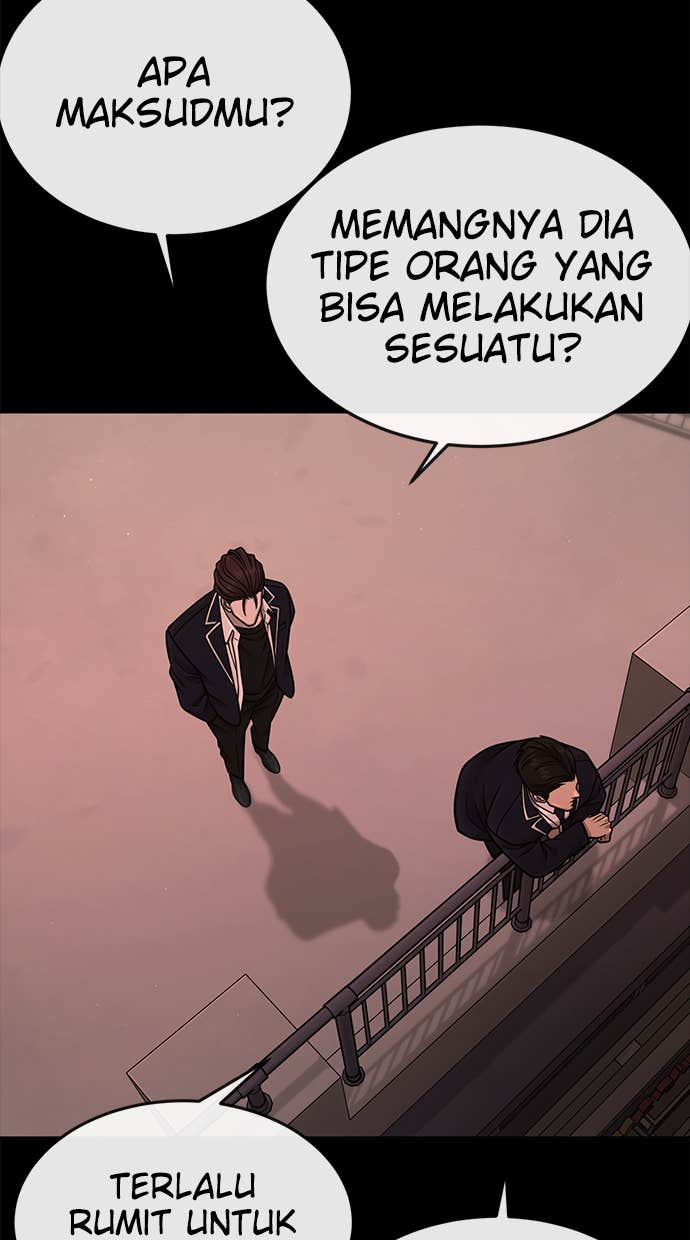 APA
MAKSUDMU?
MEMANGNYA DIA
TIPE ORANG YANG
BISA MELAKUKAN
SESUATU?
TERLALU
RUMIT UNTUK